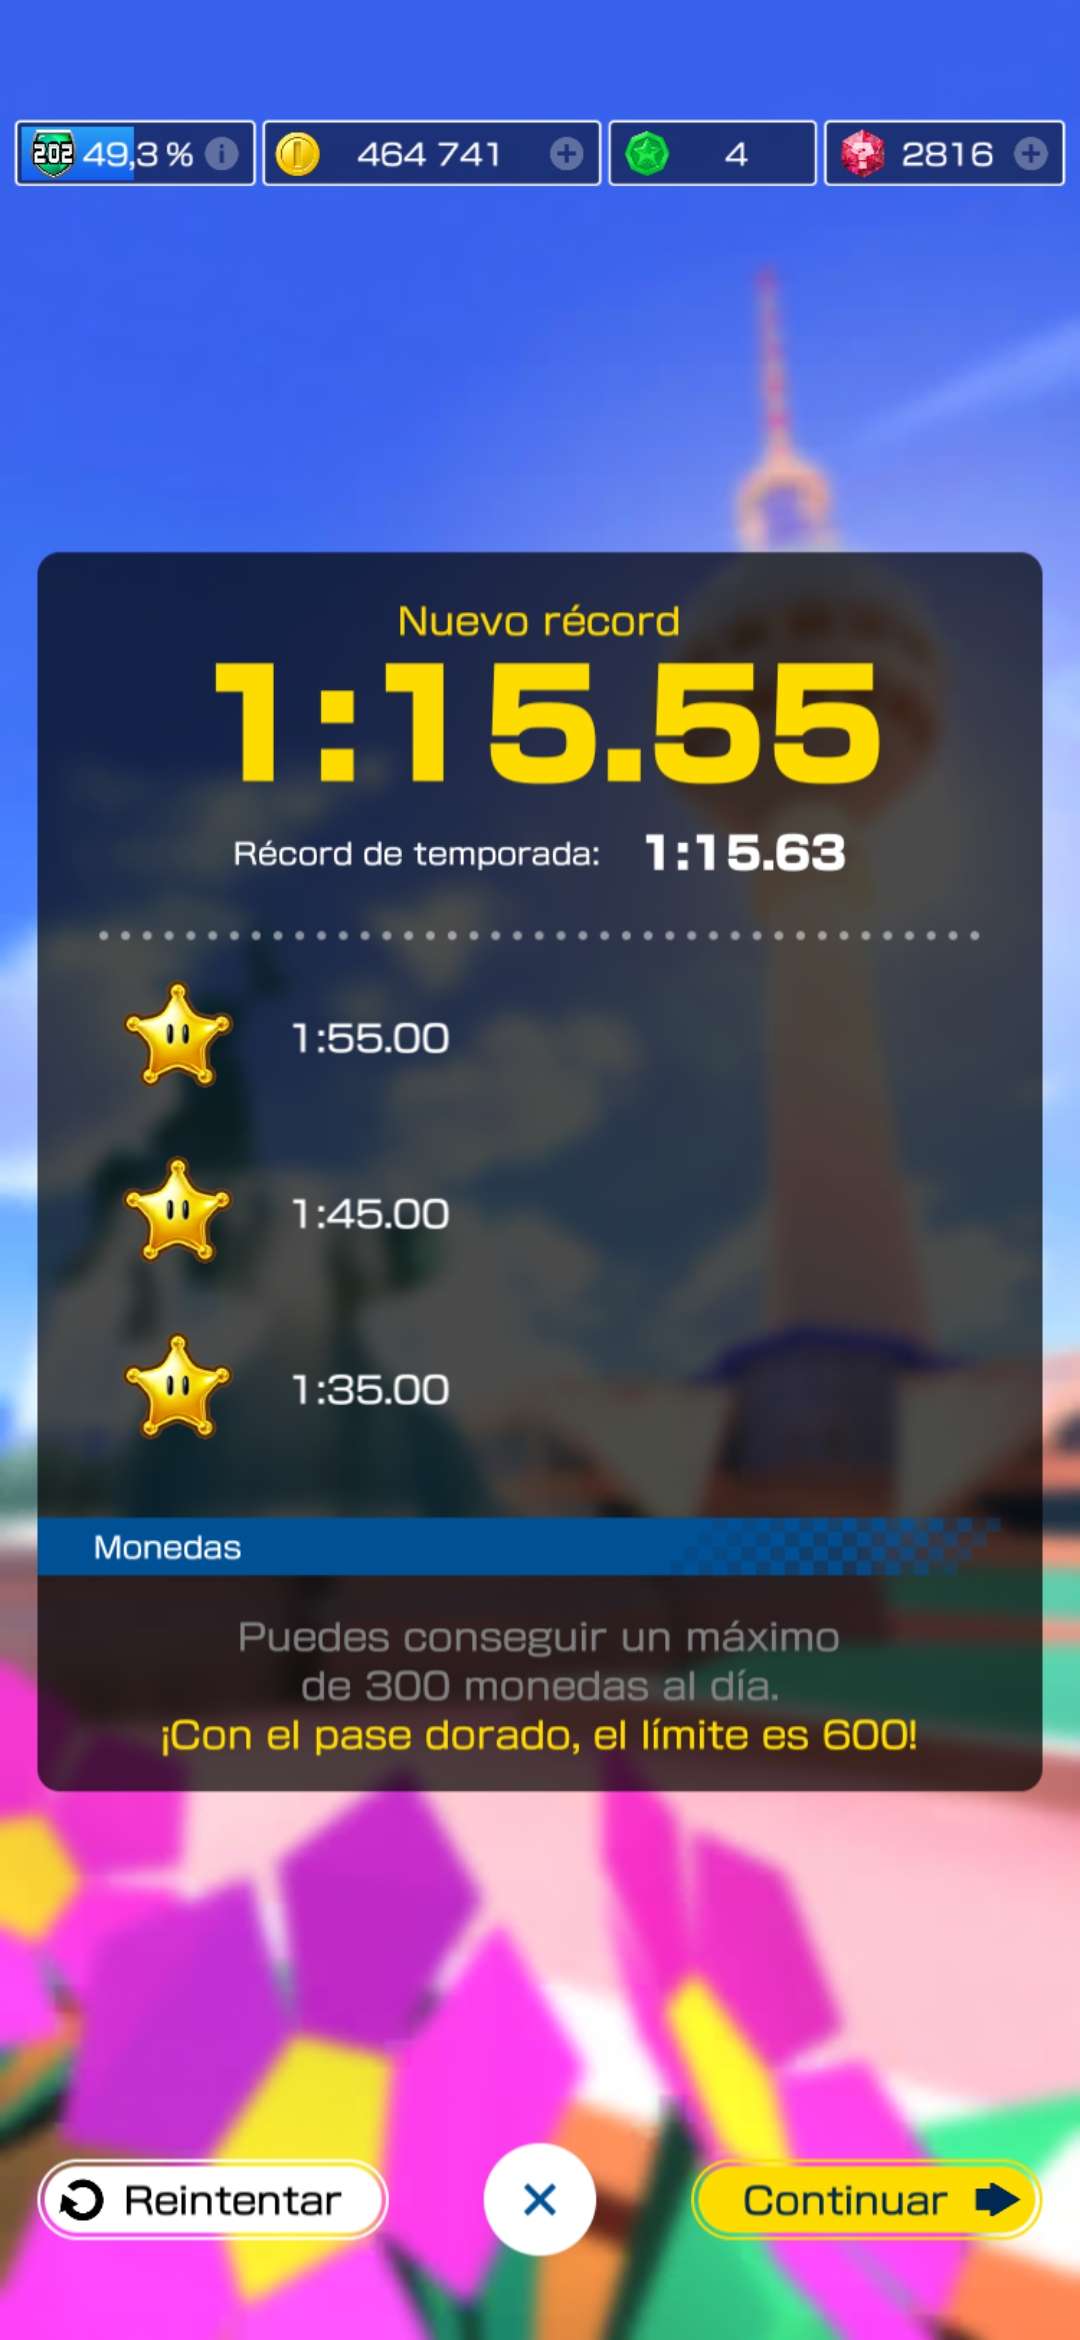 202 49,3 % i 464 741 + 4 2816 +
Nuevo récord
1:15.55
Récord de temporada: 1:15.63
1:55.00
1:45.00
1:35.00
Monedas
Puedes conseguir un máximo
de 300 monedas al día.
¡Con el pase dorado, el límite es 600!
Reintentar × Continuar